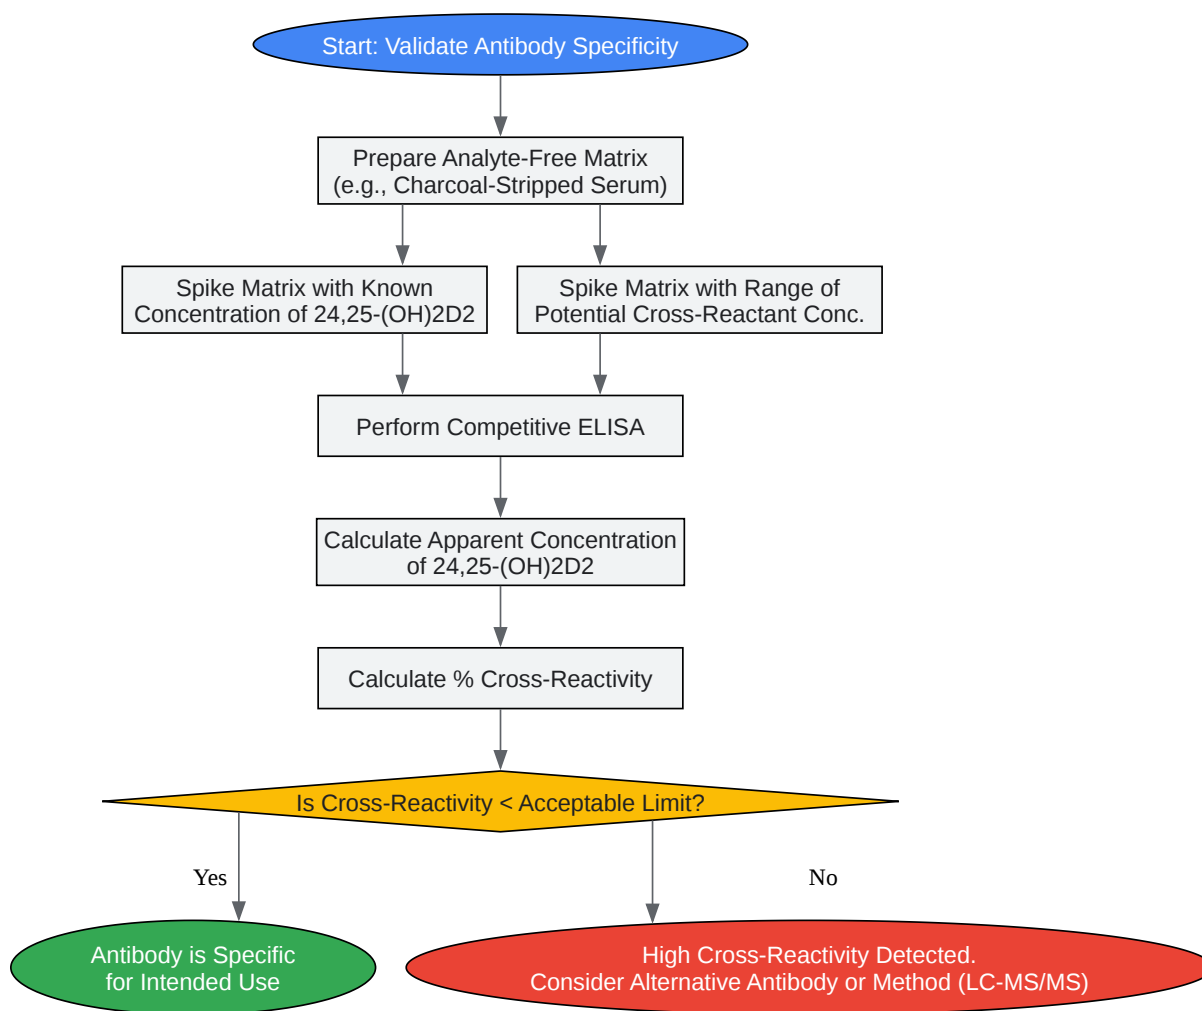 Start: Validate Antibody Specificity
Prepare Analyte-Free Matrix
(e.g., Charcoal-Stripped Serum)
Spike Matrix with Known
Concentration of 24,25-(OH)2D2
Spike Matrix with Range of
Potential Cross-Reactant Conc.
Perform Competitive ELISA
Calculate Apparent Concentration
of 24,25-(OH)2D2
Calculate % Cross-Reactivity
Is Cross-Reactivity < Acceptable Limit?
Yes
No
Antibody is Specific
for Intended Use
High Cross-Reactivity Detected.
Consider Alternative Antibody or Method (LC-MS/MS)